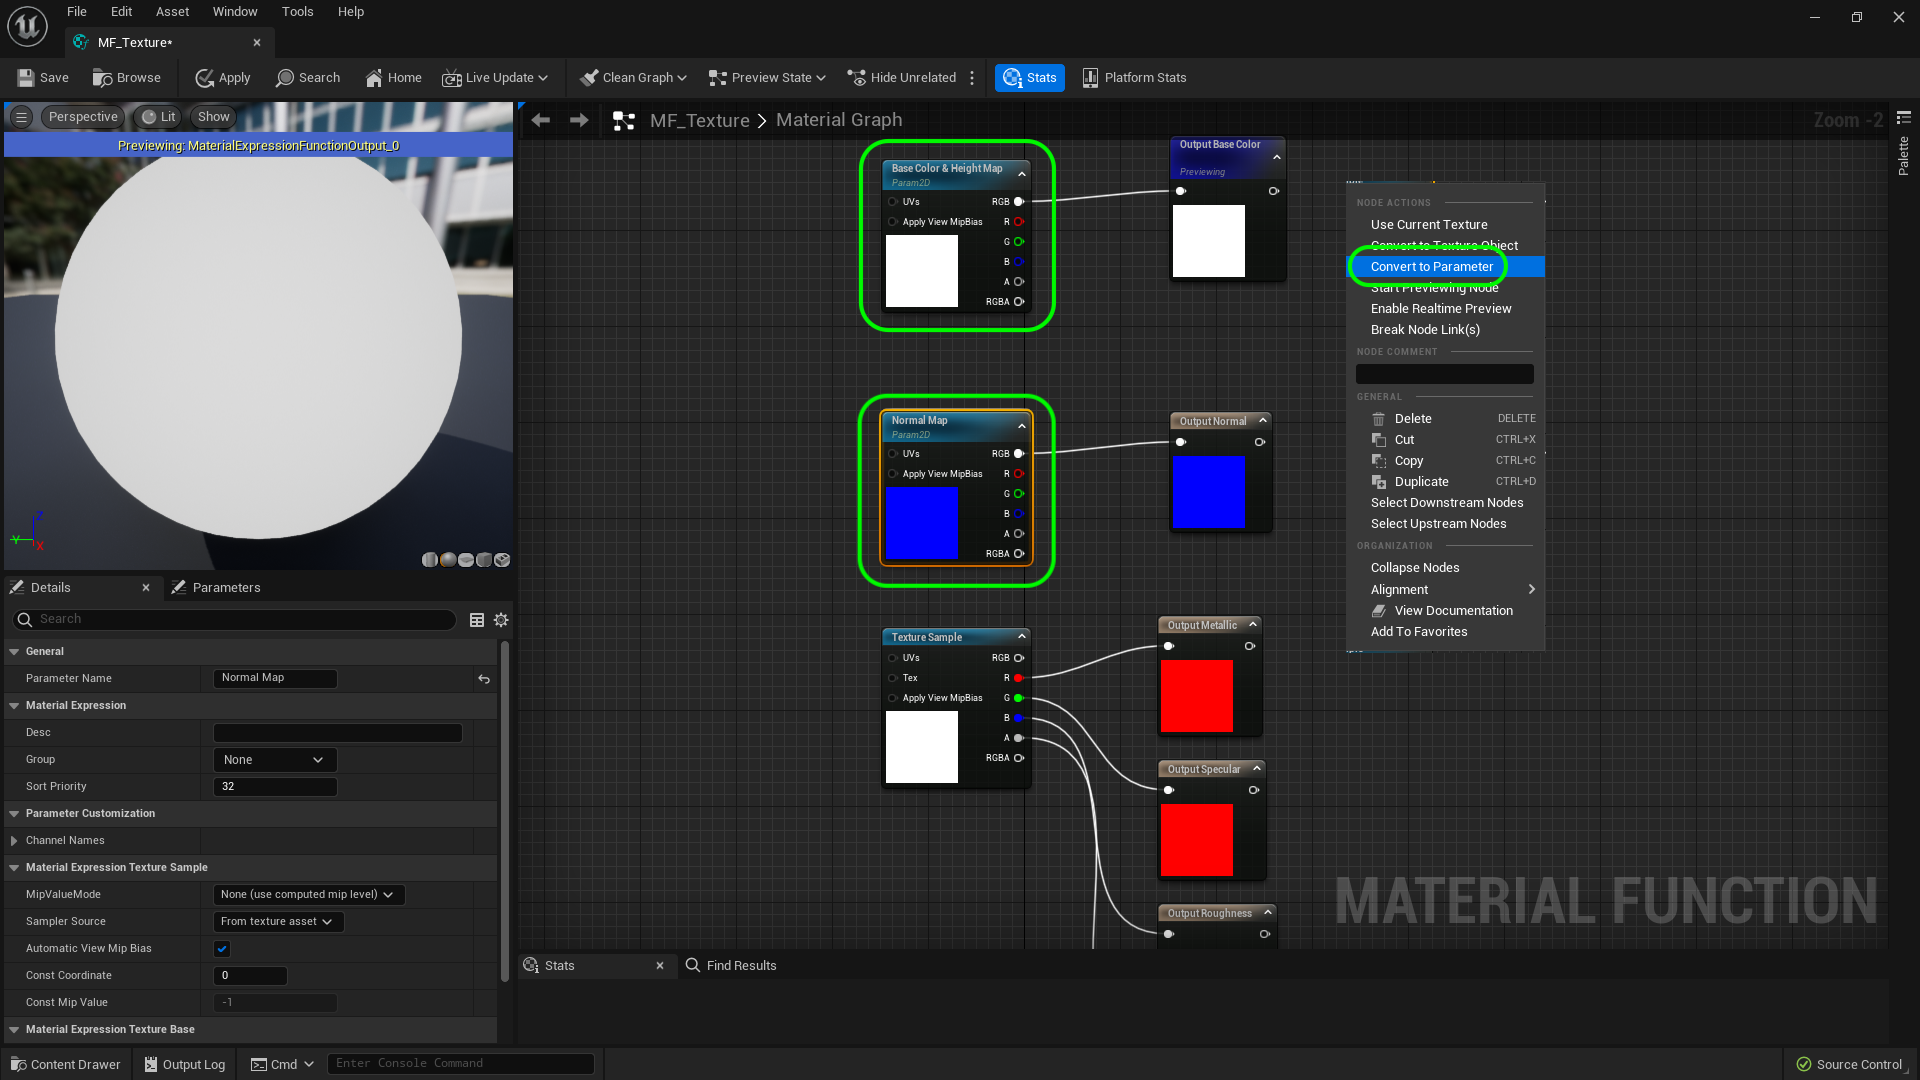 File Edit Asset Window Tools Help
MF_Texture*
Save Browse Apply Search Home Live Update Clean Graph Preview State Hide Unrelated Stats Platform Stats
Perspective Lit Show
Previewing: MaterialExpressionFunctionOutput_0
Z
Y
X
MF_Texture > Material Graph
Zoom -2
Palette
Base Color & Height Map
Param2D
UVs RGB
Apply View MipBias R
G
B
A
RGBA
Output Base Color
Previewing
Normal Map
Param2D
UVs RGB
Apply View MipBias R
G
B
A
RGBA
Output Normal
Texture Sample
UVs RGB
Tex R
Apply View MipBias G
B
A
RGBA
Output Metallic
Output Specular
Output Roughness
NODE ACTIONS
Use Current Texture
Convert to Texture Object
Convert to Parameter
Start Previewing Node
Enable Realtime Preview
Break Node Link(s)
NODE COMMENT
GENERAL
Delete DELETE
Cut CTRL+X
Copy CTRL+C
Duplicate CTRL+D
Select Downstream Nodes
Select Upstream Nodes
ORGANIZATION
Collapse Nodes
Alignment
View Documentation
Add To Favorites
MATERIAL FUNCTION
Details Parameters
Search
General
Parameter Name Normal Map
Material Expression
Desc
Group None
Sort Priority 32
Parameter Customization
Channel Names
Material Expression Texture Sample
MipValueMode None (use computed mip level)
Sampler Source From texture asset
Automatic View Mip Bias
Const Coordinate 0
Const Mip Value -1
Material Expression Texture Base
Stats Find Results
Content Drawer Output Log Cmd Enter Console Command Source Control